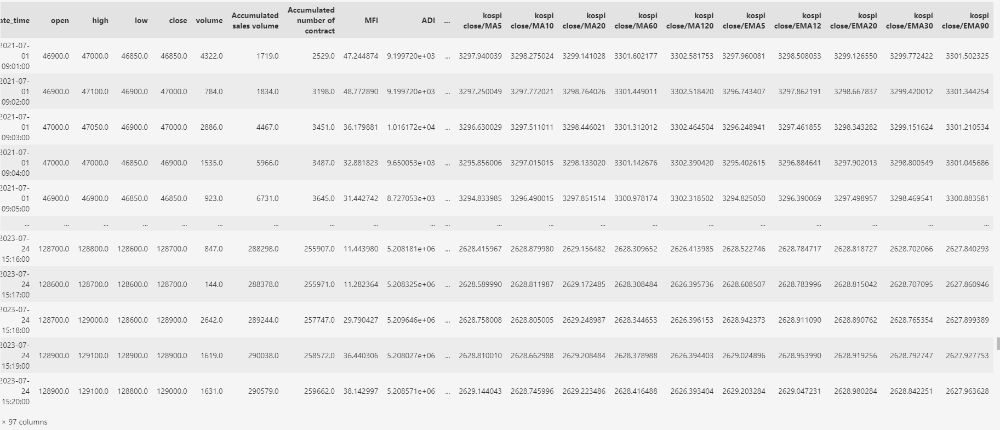 ate_time open high low close volume Accumulated sales volume Accumulated number of contract MFI ADI ... kospi close/MA5 kospi close/MA10 kospi close/MA20 kospi close/MA60 kospi close/MA120 kospi close/EMA5 kospi close/EMA12 kospi close/EMA20 kospi close/EMA30 kospi close/EMA90
2021-07-01 09:01:00 46900.0 47000.0 46850.0 46850.0 4322.0 1719.0 2529.0 47.244874 9.199720e+03 ... 3297.940039 3298.275024 3299.141028 3301.602177 3302.581753 3297.960081 3298.508033 3299.126550 3299.772422 3301.502325
2021-07-01 09:02:00 46900.0 47100.0 46900.0 47000.0 784.0 1834.0 3198.0 48.772890 9.199720e+03 ... 3297.250049 3297.772021 3298.764026 3301.449011 3302.518420 3296.743407 3297.862191 3298.667837 3299.420012 3301.344254
2021-07-01 09:03:00 47000.0 47050.0 46900.0 47000.0 2886.0 4467.0 3451.0 36.179881 1.016172e+04 ... 3296.630029 3297.511011 3298.446021 3301.312012 3302.464504 3296.248941 3297.461855 3298.343282 3299.151624 3301.210534
2021-07-01 09:04:00 47000.0 47000.0 46850.0 46900.0 1535.0 5966.0 3487.0 32.881823 9.650053e+03 ... 3295.856006 3297.015015 3298.133020 3301.142676 3302.390420 3295.402615 3296.884641 3297.902013 3298.800549 3301.045686
2021-07-01 09:05:00 46900.0 46900.0 46850.0 46850.0 923.0 6731.0 3645.0 31.442742 8.727053e+03 ... 3294.833985 3296.490015 3297.851514 3300.978174 3302.318502 3294.825050 3296.390069 3297.498957 3298.469541 3300.883581
... ... ... ... ... ... ... ... ... ... ... ... ... ... ... ... ... ... ... ... ...
2023-07-24 15:16:00 128700.0 128800.0 128600.0 128700.0 847.0 288298.0 255907.0 11.443980 5.208181e+06 ... 2628.415967 2628.879980 2629.156482 2628.309652 2626.413985 2628.522746 2628.784717 2628.818727 2628.702066 2627.840293
2023-07-24 15:17:00 128600.0 128700.0 128600.0 128700.0 144.0 288378.0 255971.0 11.282364 5.208325e+06 ... 2628.589990 2628.811987 2629.172485 2628.308484 2626.395736 2628.608507 2628.783996 2628.815042 2628.707095 2627.860946
2023-07-24 15:18:00 128700.0 129000.0 128600.0 128900.0 2642.0 289244.0 257747.0 29.790427 5.209646e+06 ... 2628.758008 2628.805005 2629.248987 2628.344653 2626.396153 2628.942373 2628.911090 2628.890762 2628.765354 2627.899389
2023-07-24 15:19:00 128900.0 129100.0 128900.0 128900.0 1619.0 290038.0 258572.0 36.440306 5.208027e+06 ... 2628.810010 2628.662988 2629.208484 2628.378988 2626.394403 2629.024896 2628.953990 2628.919256 2628.792747 2627.927753
2023-07-24 15:20:00 128900.0 129100.0 128800.0 129000.0 1631.0 290579.0 259662.0 38.142997 5.208571e+06 ... 2629.144043 2628.745996 2629.223486 2628.416488 2626.393404 2629.203284 2629.047231 2628.980284 2628.842251 2627.963628
× 97 columns